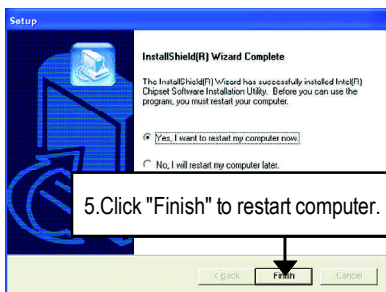 Setup
InstallShield(R) Wizard Complete
The InstallShield(R) Wizard has successfully installed Intel(R)
Chipset Software Installation Utility. Before you can use the
program, you must restart your computer.
Yes, I want to restart my computer now.
No, I will restart my computer later.
5.Click "Finish" to restart computer.
< Back
Finish
Cancel